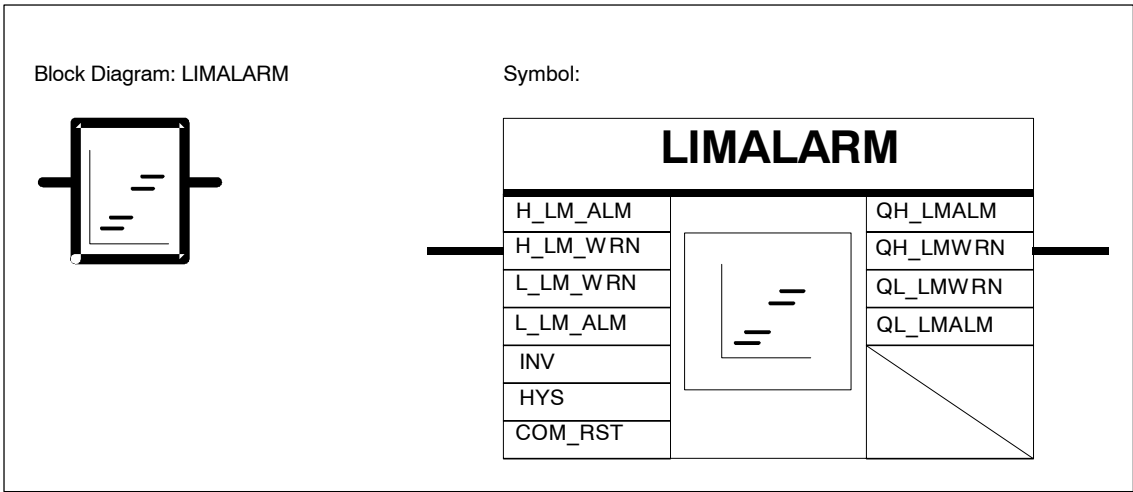 Block Diagram: LIMALARM
Symbol:
LIMALARM
H_LM_ALM
QH_LMALM
H_LM_WRN
QH_LMWRN
L_LM_WRN
QL_LMWRN
L_LM_ALM
QL_LMALM
INV
HYS
COM_RST